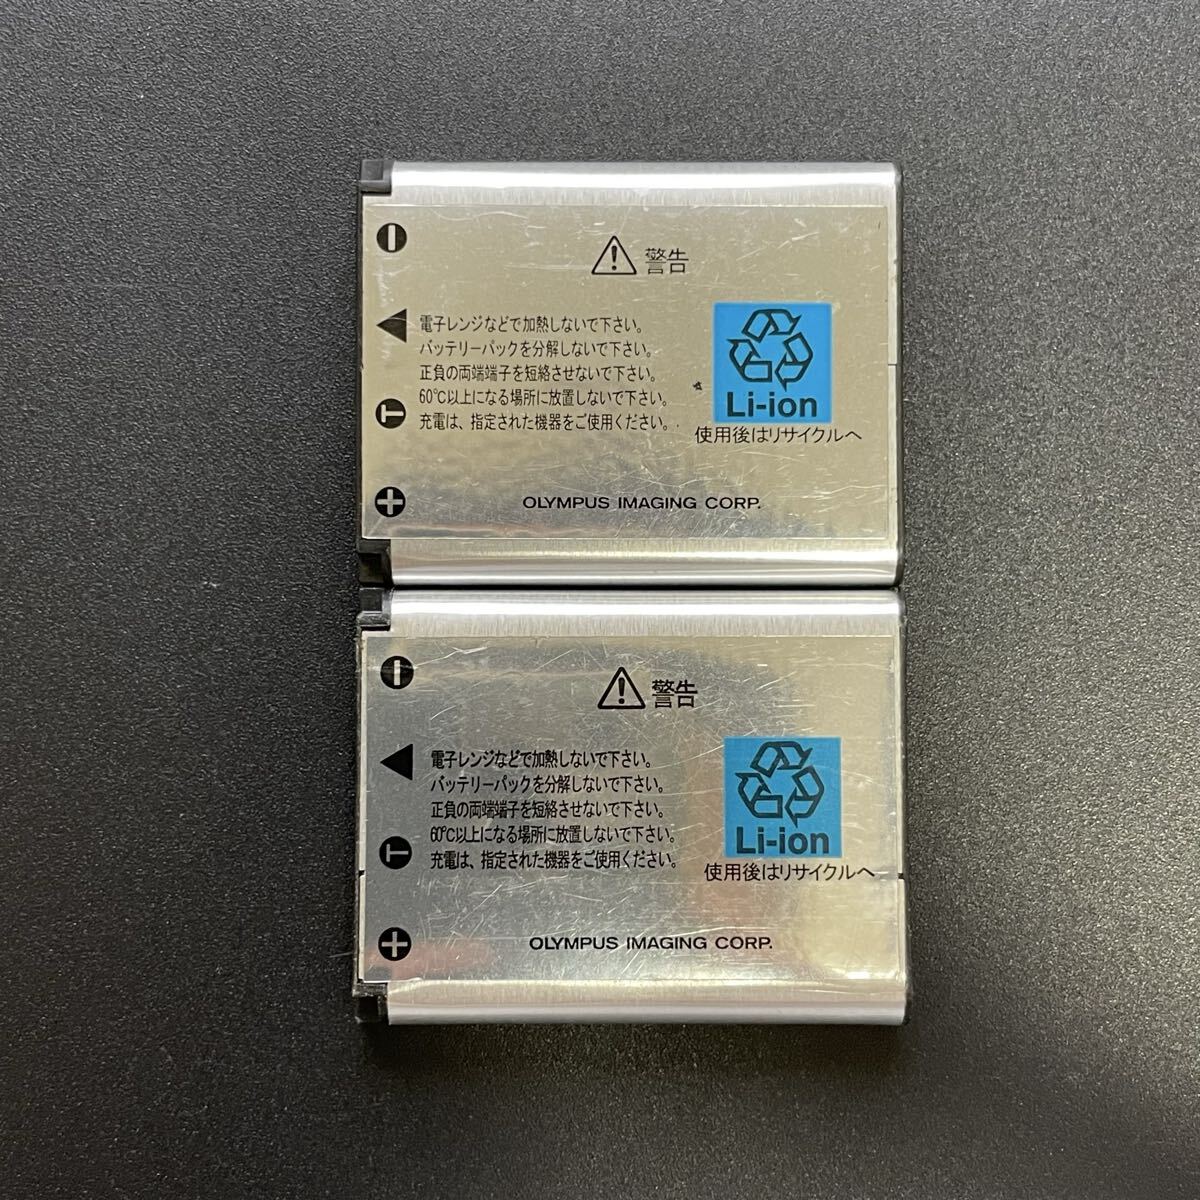 警告
電子レンジなどで加熱しないで下さい。
バッテリーパックを分解しないで下さい。
正負の両端端子を短絡させないで下さい。
60℃以上になる場所に放置しないで下さい。
充電は、指定された機器をご使用ください。
Li-ion
使用後はリサイクルへ
OLYMPUS IMAGING CORP.
T
警告
電子レンジなどで加熱しないで下さい。
バッテリーパックを分解しないで下さい。
正負の両端端子を短絡させないで下さい。
60℃以上になる場所に放置しないで下さい。
充電は、指定された機器をご使用ください。
Li-ion
使用後はリサイクルへ
OLYMPUS IMAGING CORP.
T